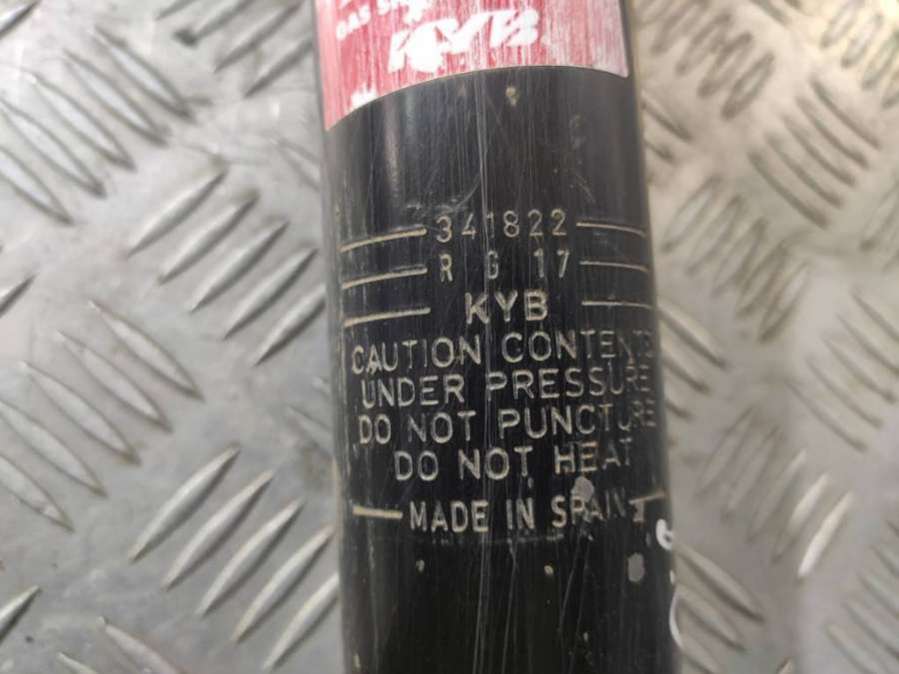 KYB
341822
R G 17
KYB
CAUTION CONTENTS
UNDER PRESSURE
DO NOT PUNCTURE
DO NOT HEAT
MADE IN SPAIN